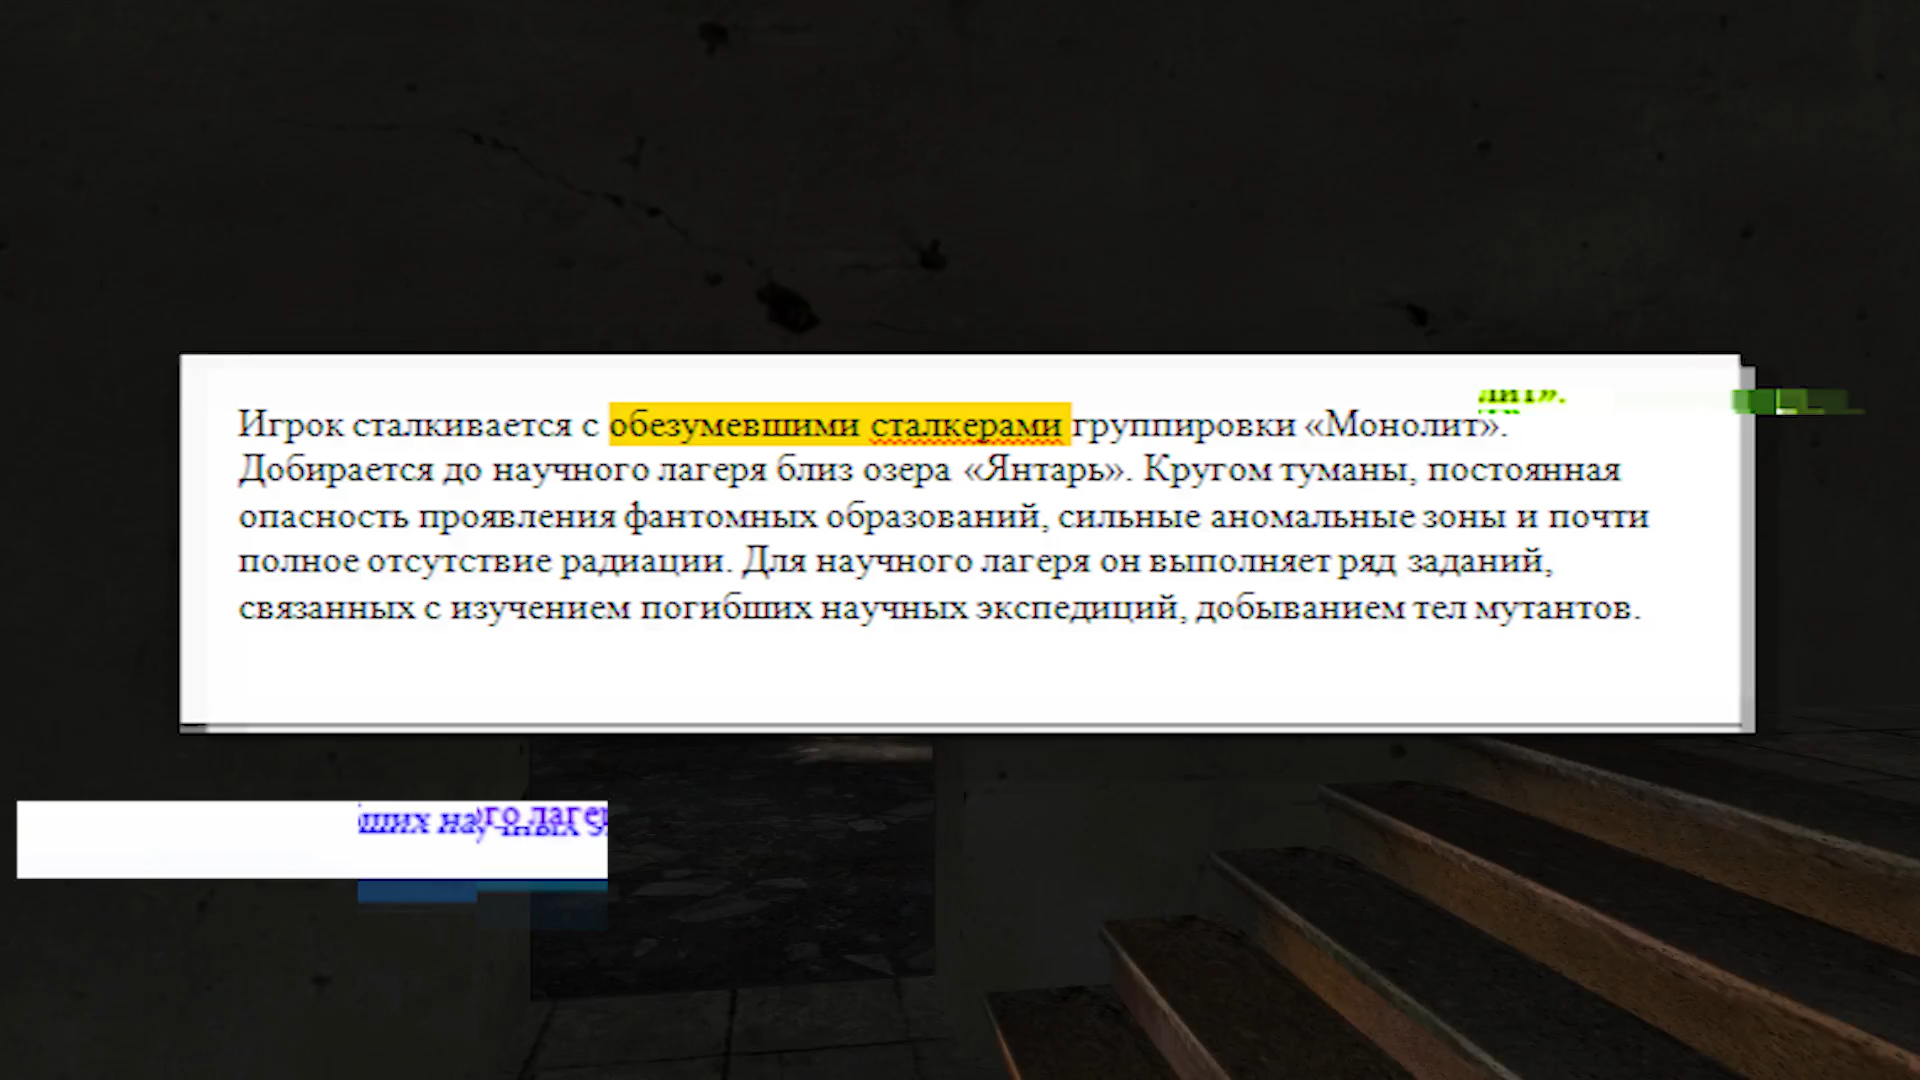 Игрок сталкивается с обезумевшими сталкерами группировки «Монолит».
Добирается до научного лагеря близ озера «Янтарь». Кругом туманы, постоянная
опасность проявления фантомных образований, сильные аномальные зоны и почти
полное отсутствие радиации. Для научного лагеря он выполняет ряд заданий,
связанных с изучением погибших научных экспедиций, добыванием тел мутантов.